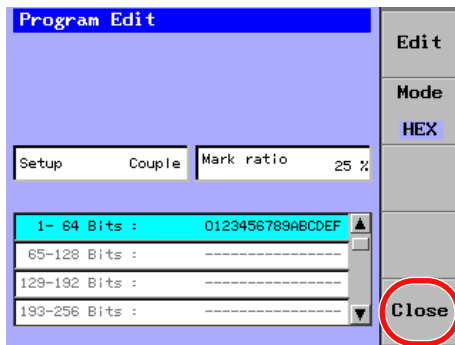 Program Edit
Edit
Mode
HEX
Setup Couple
Mark ratio 25 %
1- 64 Bits : 0123456789ABCDEF
65-128 Bits : ----------------
129-192 Bits : ----------------
193-256 Bits : ----------------
Close